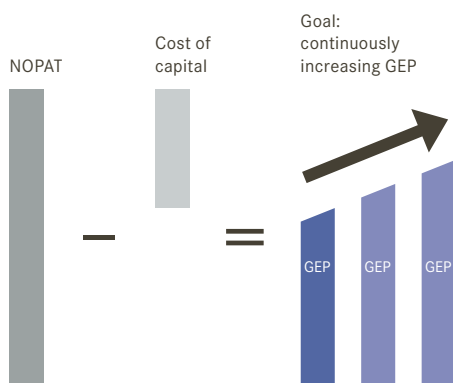 NOPAT
Cost of
capital
Goal:
continuously
increasing GEP
GEP
GEP
GEP